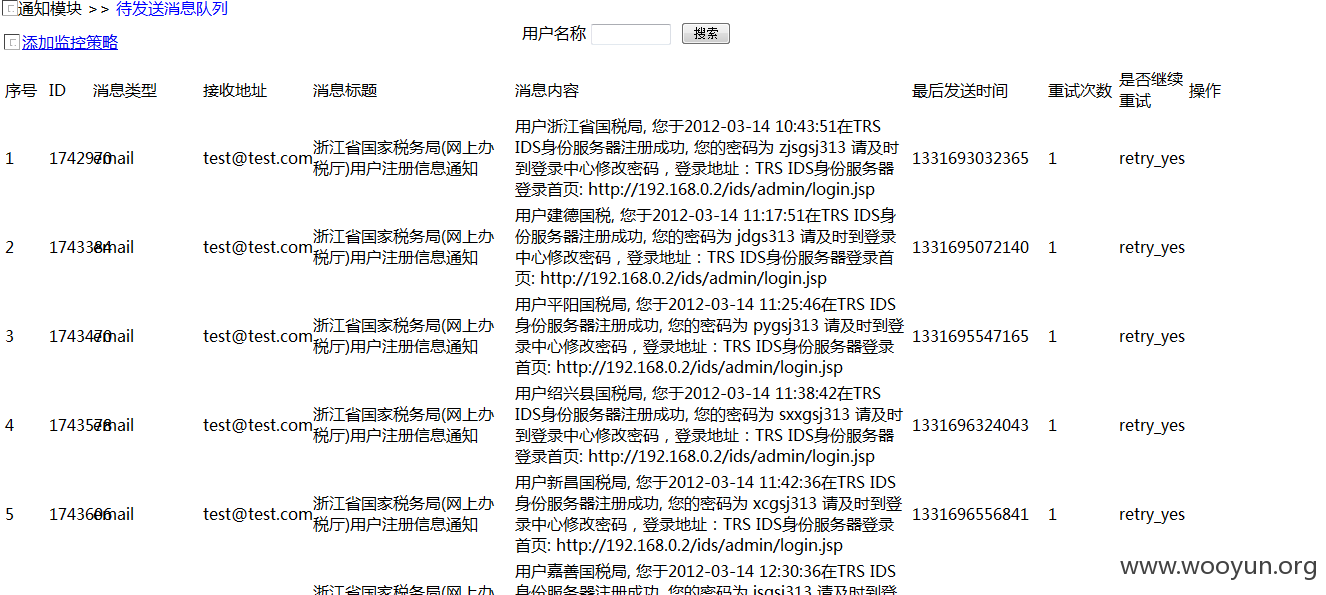 通知模块 >> 待发送消息队列
用户名称 搜索
添加监控策略
序号 ID 消息类型 接收地址 消息标题 消息内容 最后发送时间 重试次数 是否继续重试 操作
1 1742970 email test@test.com 浙江省国家税务局(网上办
税厅)用户注册信息通知
用户浙江省国税局, 您于2012-03-14 10:43:51在TRS
IDS身份服务器注册成功, 您的密码为 zjsgsj313 请及时
到登录中心修改密码，登录地址：TRS IDS身份服务器
登录首页: http://192.168.0.2/ids/admin/login.jsp
1331693032365 1 retry_yes
2 1743384 email test@test.com 浙江省国家税务局(网上办
税厅)用户注册信息通知
用户建德国税, 您于2012-03-14 11:17:51在TRS IDS身
份服务器注册成功, 您的密码为 jdgs313 请及时到登录
中心修改密码，登录地址：TRS IDS身份服务器登录首
页: http://192.168.0.2/ids/admin/login.jsp
1331695072140 1 retry_yes
3 1743470 email test@test.com 浙江省国家税务局(网上办
税厅)用户注册信息通知
用户平阳国税局, 您于2012-03-14 11:25:46在TRS IDS
身份服务器注册成功, 您的密码为 pygsj313 请及时到登
录中心修改密码，登录地址：TRS IDS身份服务器登录
首页: http://192.168.0.2/ids/admin/login.jsp
1331695547165 1 retry_yes
4 1743578 email test@test.com 浙江省国家税务局(网上办
税厅)用户注册信息通知
用户绍兴县国税局, 您于2012-03-14 11:38:42在TRS
IDS身份服务器注册成功, 您的密码为 sxxgsj313 请及时
到登录中心修改密码，登录地址：TRS IDS身份服务器
登录首页: http://192.168.0.2/ids/admin/login.jsp
1331696324043 1 retry_yes
5 1743606 email test@test.com 浙江省国家税务局(网上办
税厅)用户注册信息通知
用户新昌国税局, 您于2012-03-14 11:42:36在TRS IDS
身份服务器注册成功, 您的密码为 xcgsj313 请及时到登
录中心修改密码，登录地址：TRS IDS身份服务器登录
首页: http://192.168.0.2/ids/admin/login.jsp
1331696556841 1 retry_yes
用户嘉善国税局, 您于2012-03-14 12:30:36在TRS IDS
浙江省国家税务局(网上办
身份服务器注册成功, 您的密码为 jsgsj313 请及时到登
www.wooyun.org